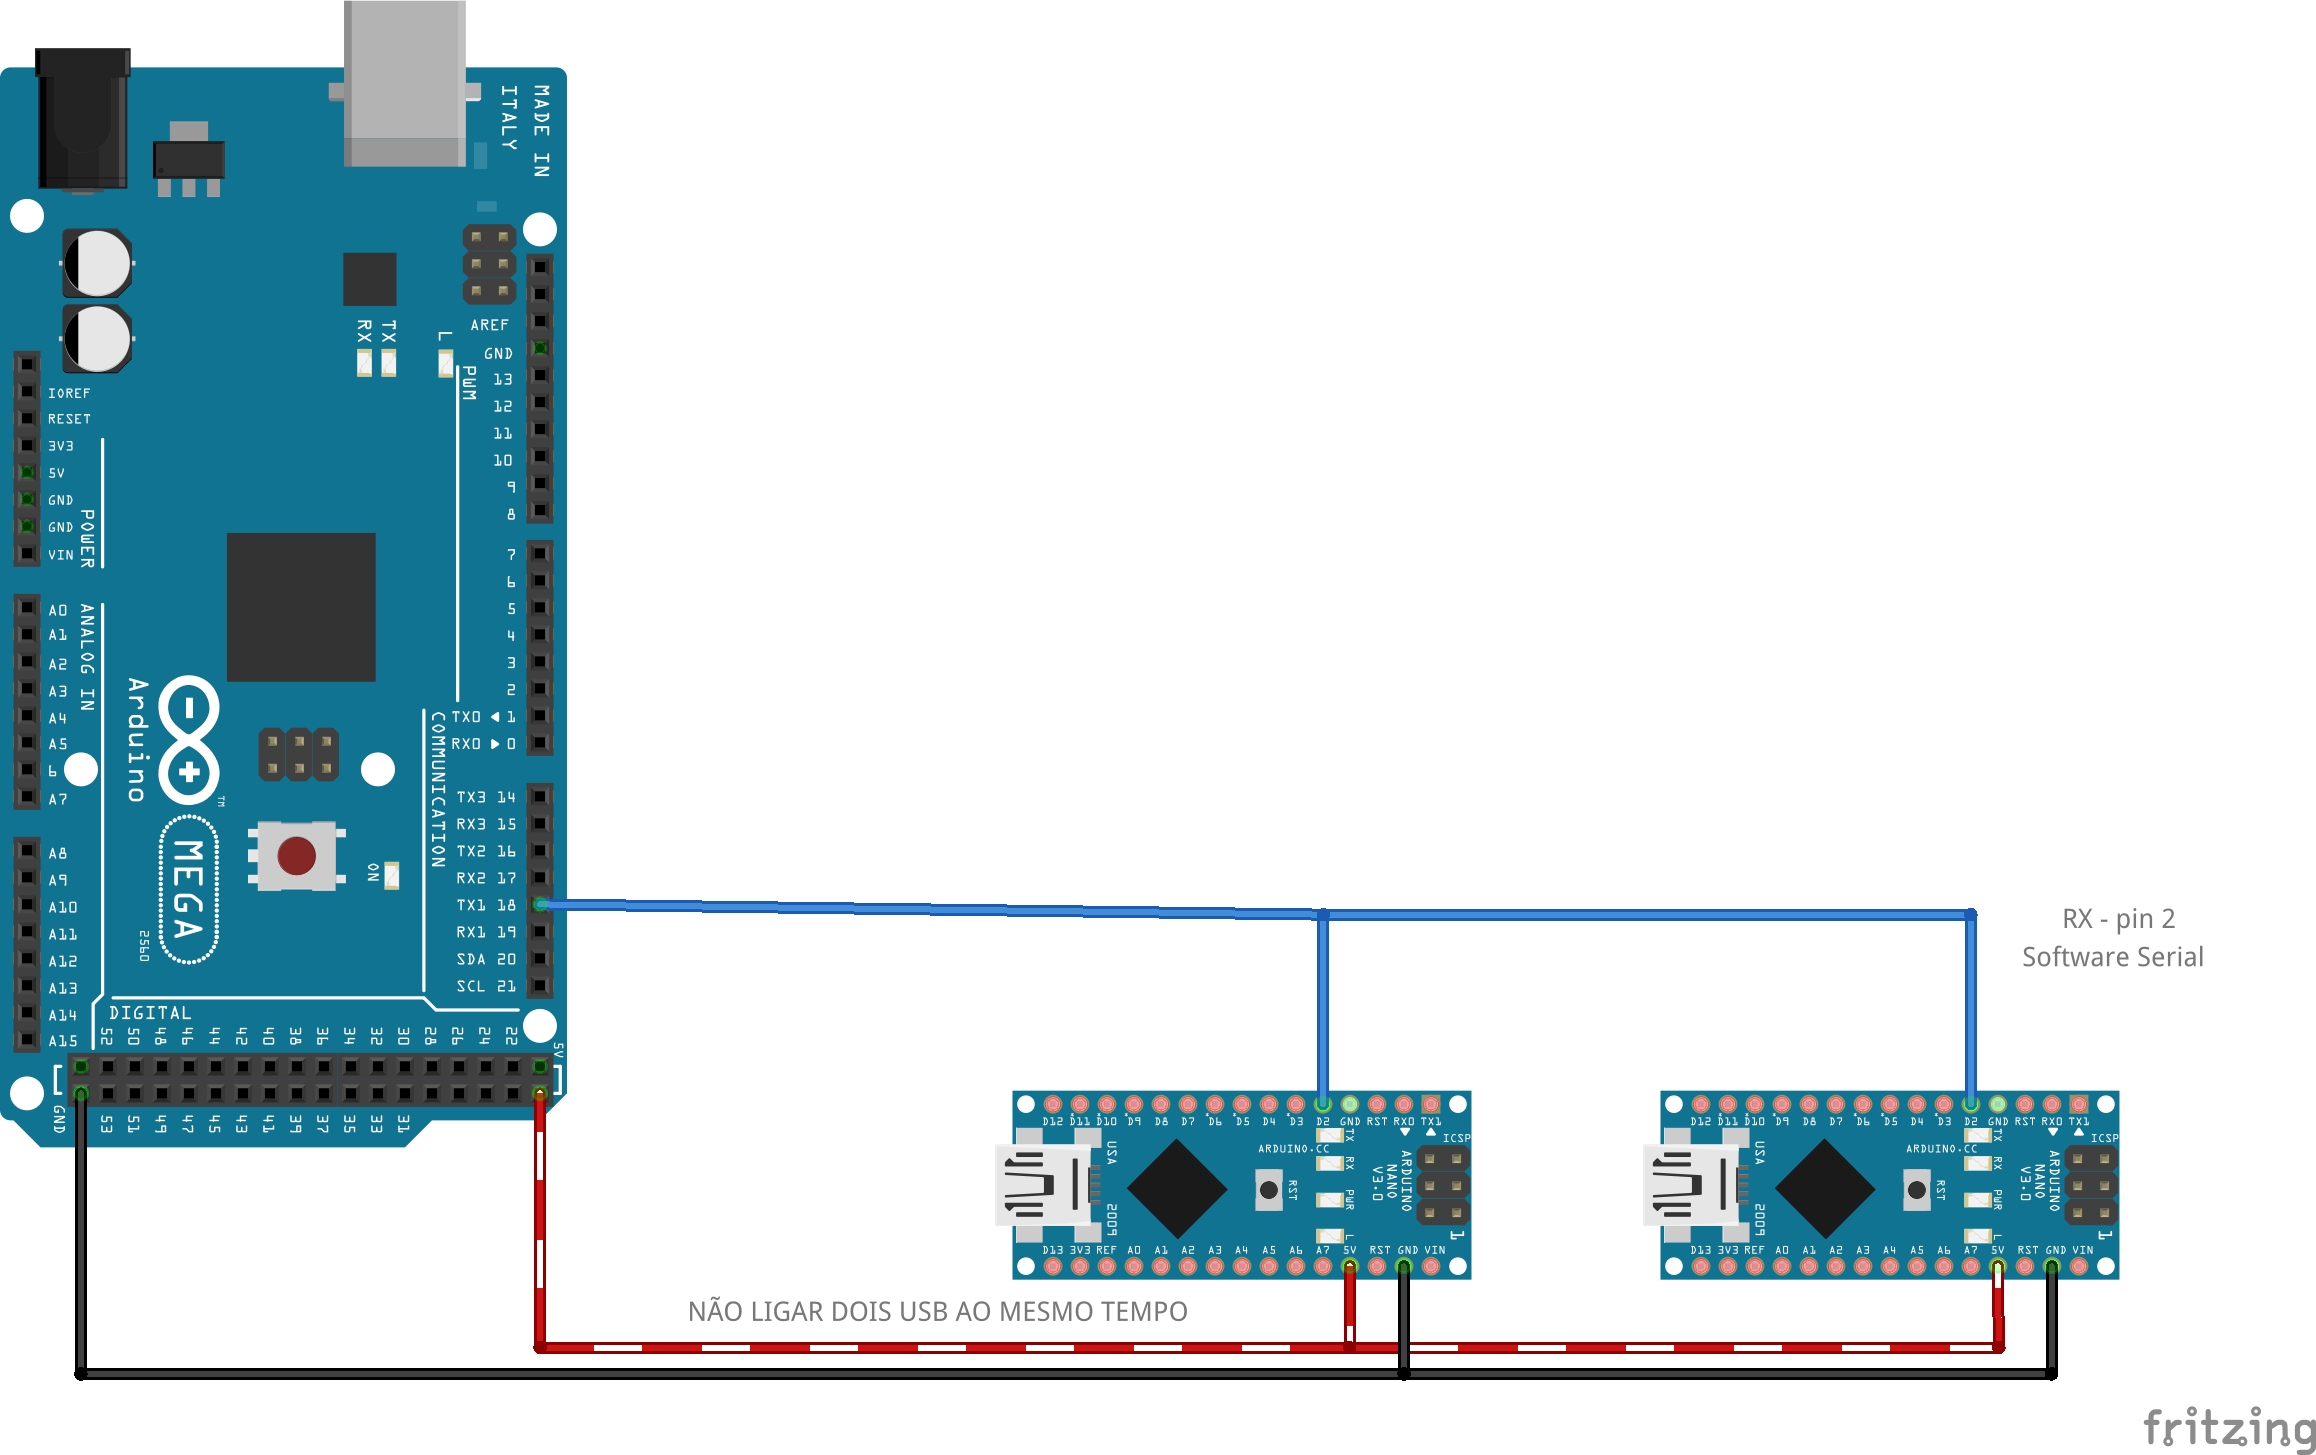 MADE IN
ITALY
RX
TX
L
AREF
GND
13
12
11
10
9
8
PWM
7
6
5
4
3
2
TX0 ◀ 1
RX0 ▶ 0
COMMUNICATION
TX3 14
RX3 15
TX2 16
RX2 17
TX1 18
RX1 19
SDA 20
SCL 21
IOREF
RESET
3V3
5V
GND
GND
VIN
POWER
A0
A1
A2
A3
A4
A5
6
A7
ANALOG IN
A8
A9
A10
A11
A12
A13
A14
A15
Arduino
TM
MEGA
2560
ON
DIGITAL
52 50 48 46 44 42 40 38 36 34 32 30 28 26 24 22
5V
GND
53 51 49 47 45 43 41 39 37 35 33 31
RX - pin 2
Software Serial
D12 D11 D10 D9 D8 D7 D6 D5 D4 D3 D2 GND RST RX0 TX1
USA
2009
ARDUINO.CC
RST
TX
RX
PWR
L
ARDUINO
NANO
V3.0
ICSP
1
D13 3V3 REF A0 A1 A2 A3 A4 A5 A6 A7 5V RST GND VIN
D12 D11 D10 D9 D8 D7 D6 D5 D4 D3 D2 GND RST RX0 TX1
USA
2009
ARDUINO.CC
RST
TX
RX
PWR
L
ARDUINO
NANO
V3.0
ICSP
1
D13 3V3 REF A0 A1 A2 A3 A4 A5 A6 A7 5V RST GND VIN
NÃO LIGAR DOIS USB AO MESMO TEMPO
fritzing